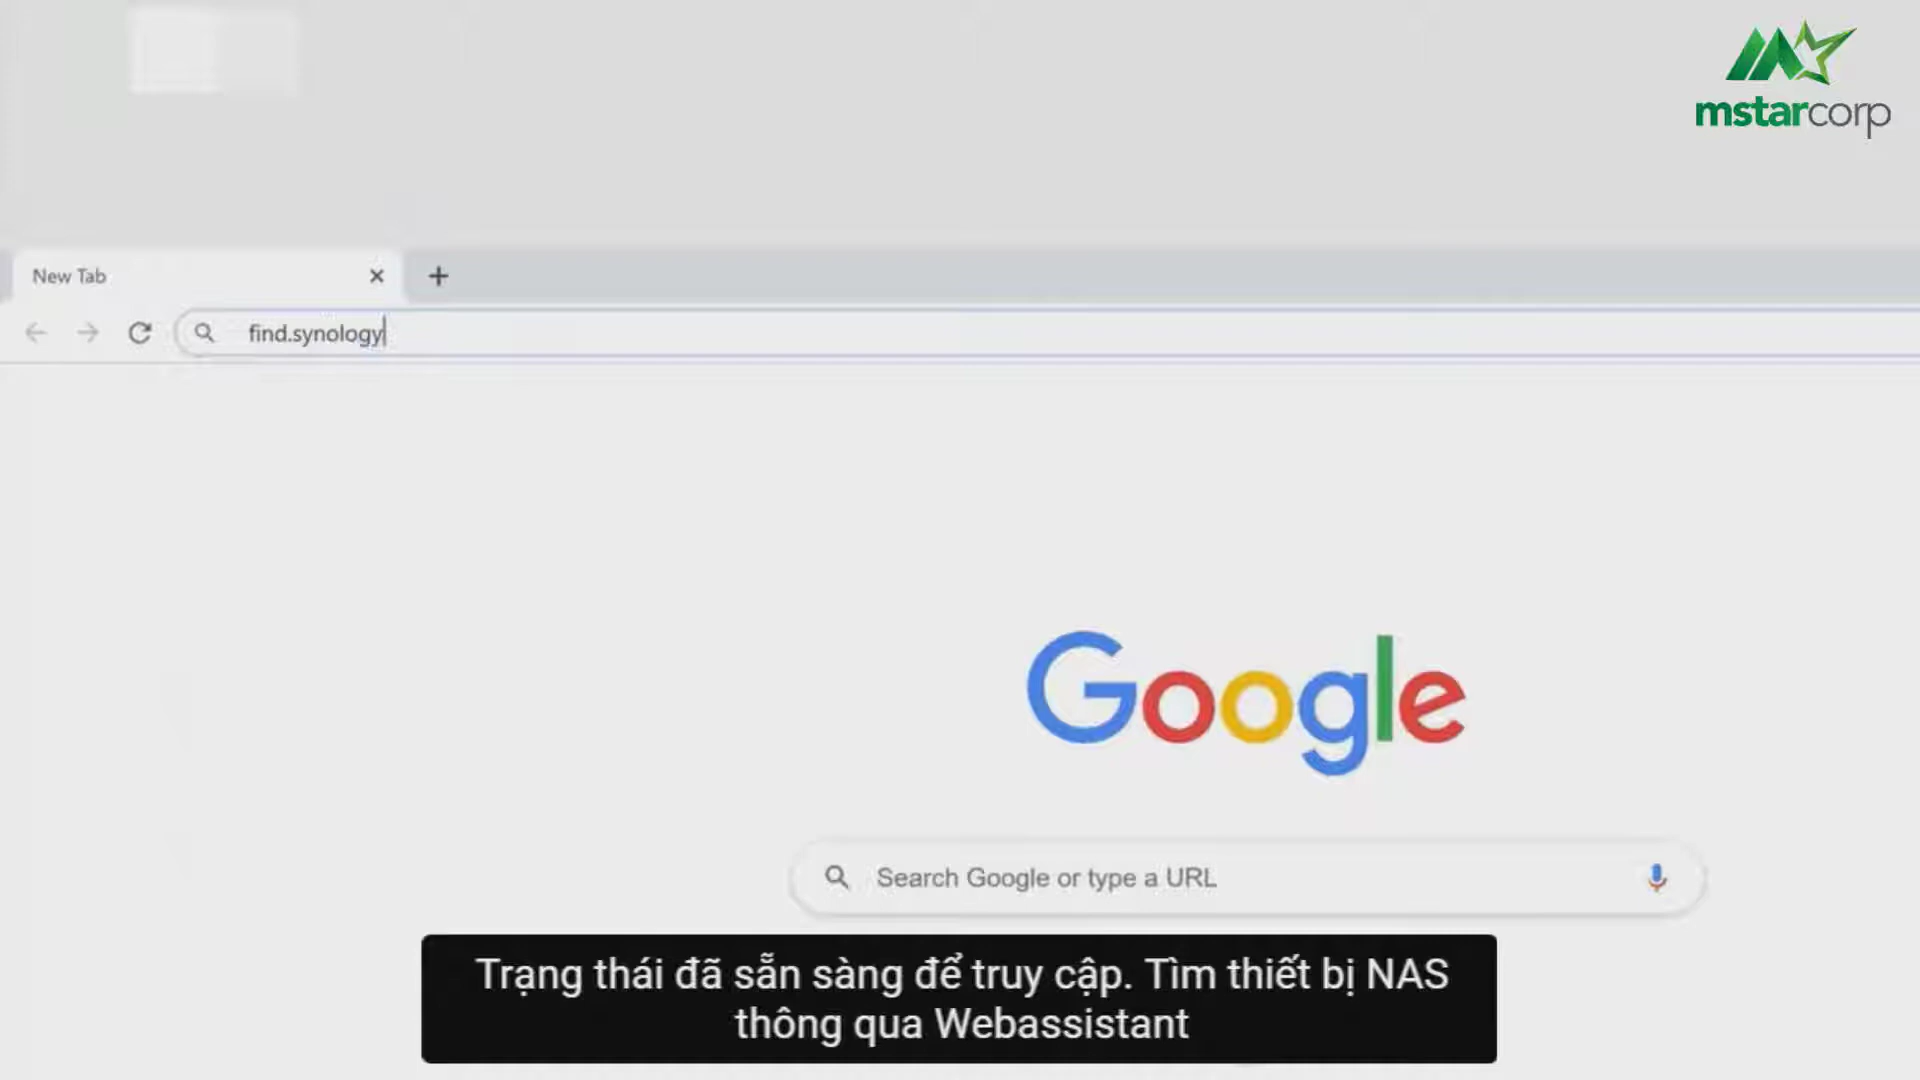 mstarcorp
New Tab
find.synology
Google
Search Google or type a URL
Trạng thái đã sẵn sàng để truy cập. Tìm thiết bị NAS
thông qua Webassistant